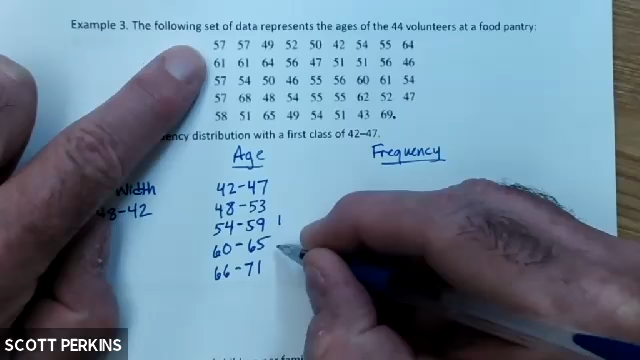 Example 3. The following set of data represents the ages of the 44 volunteers at a food pantry:
57 57 49 52 50 42 54 55 64
61 61 64 56 47 51 51 56 46
57 54 50 46 55 56 60 61 54
57 68 48 54 55 55 62 52 47
58 51 65 49 54 51 43 69.
distribution with a first class of 42–47.
Age Frequency
Width 42-47
48-42 48-53
54-59 |
60-65
66-71
SCOTT PERKINS